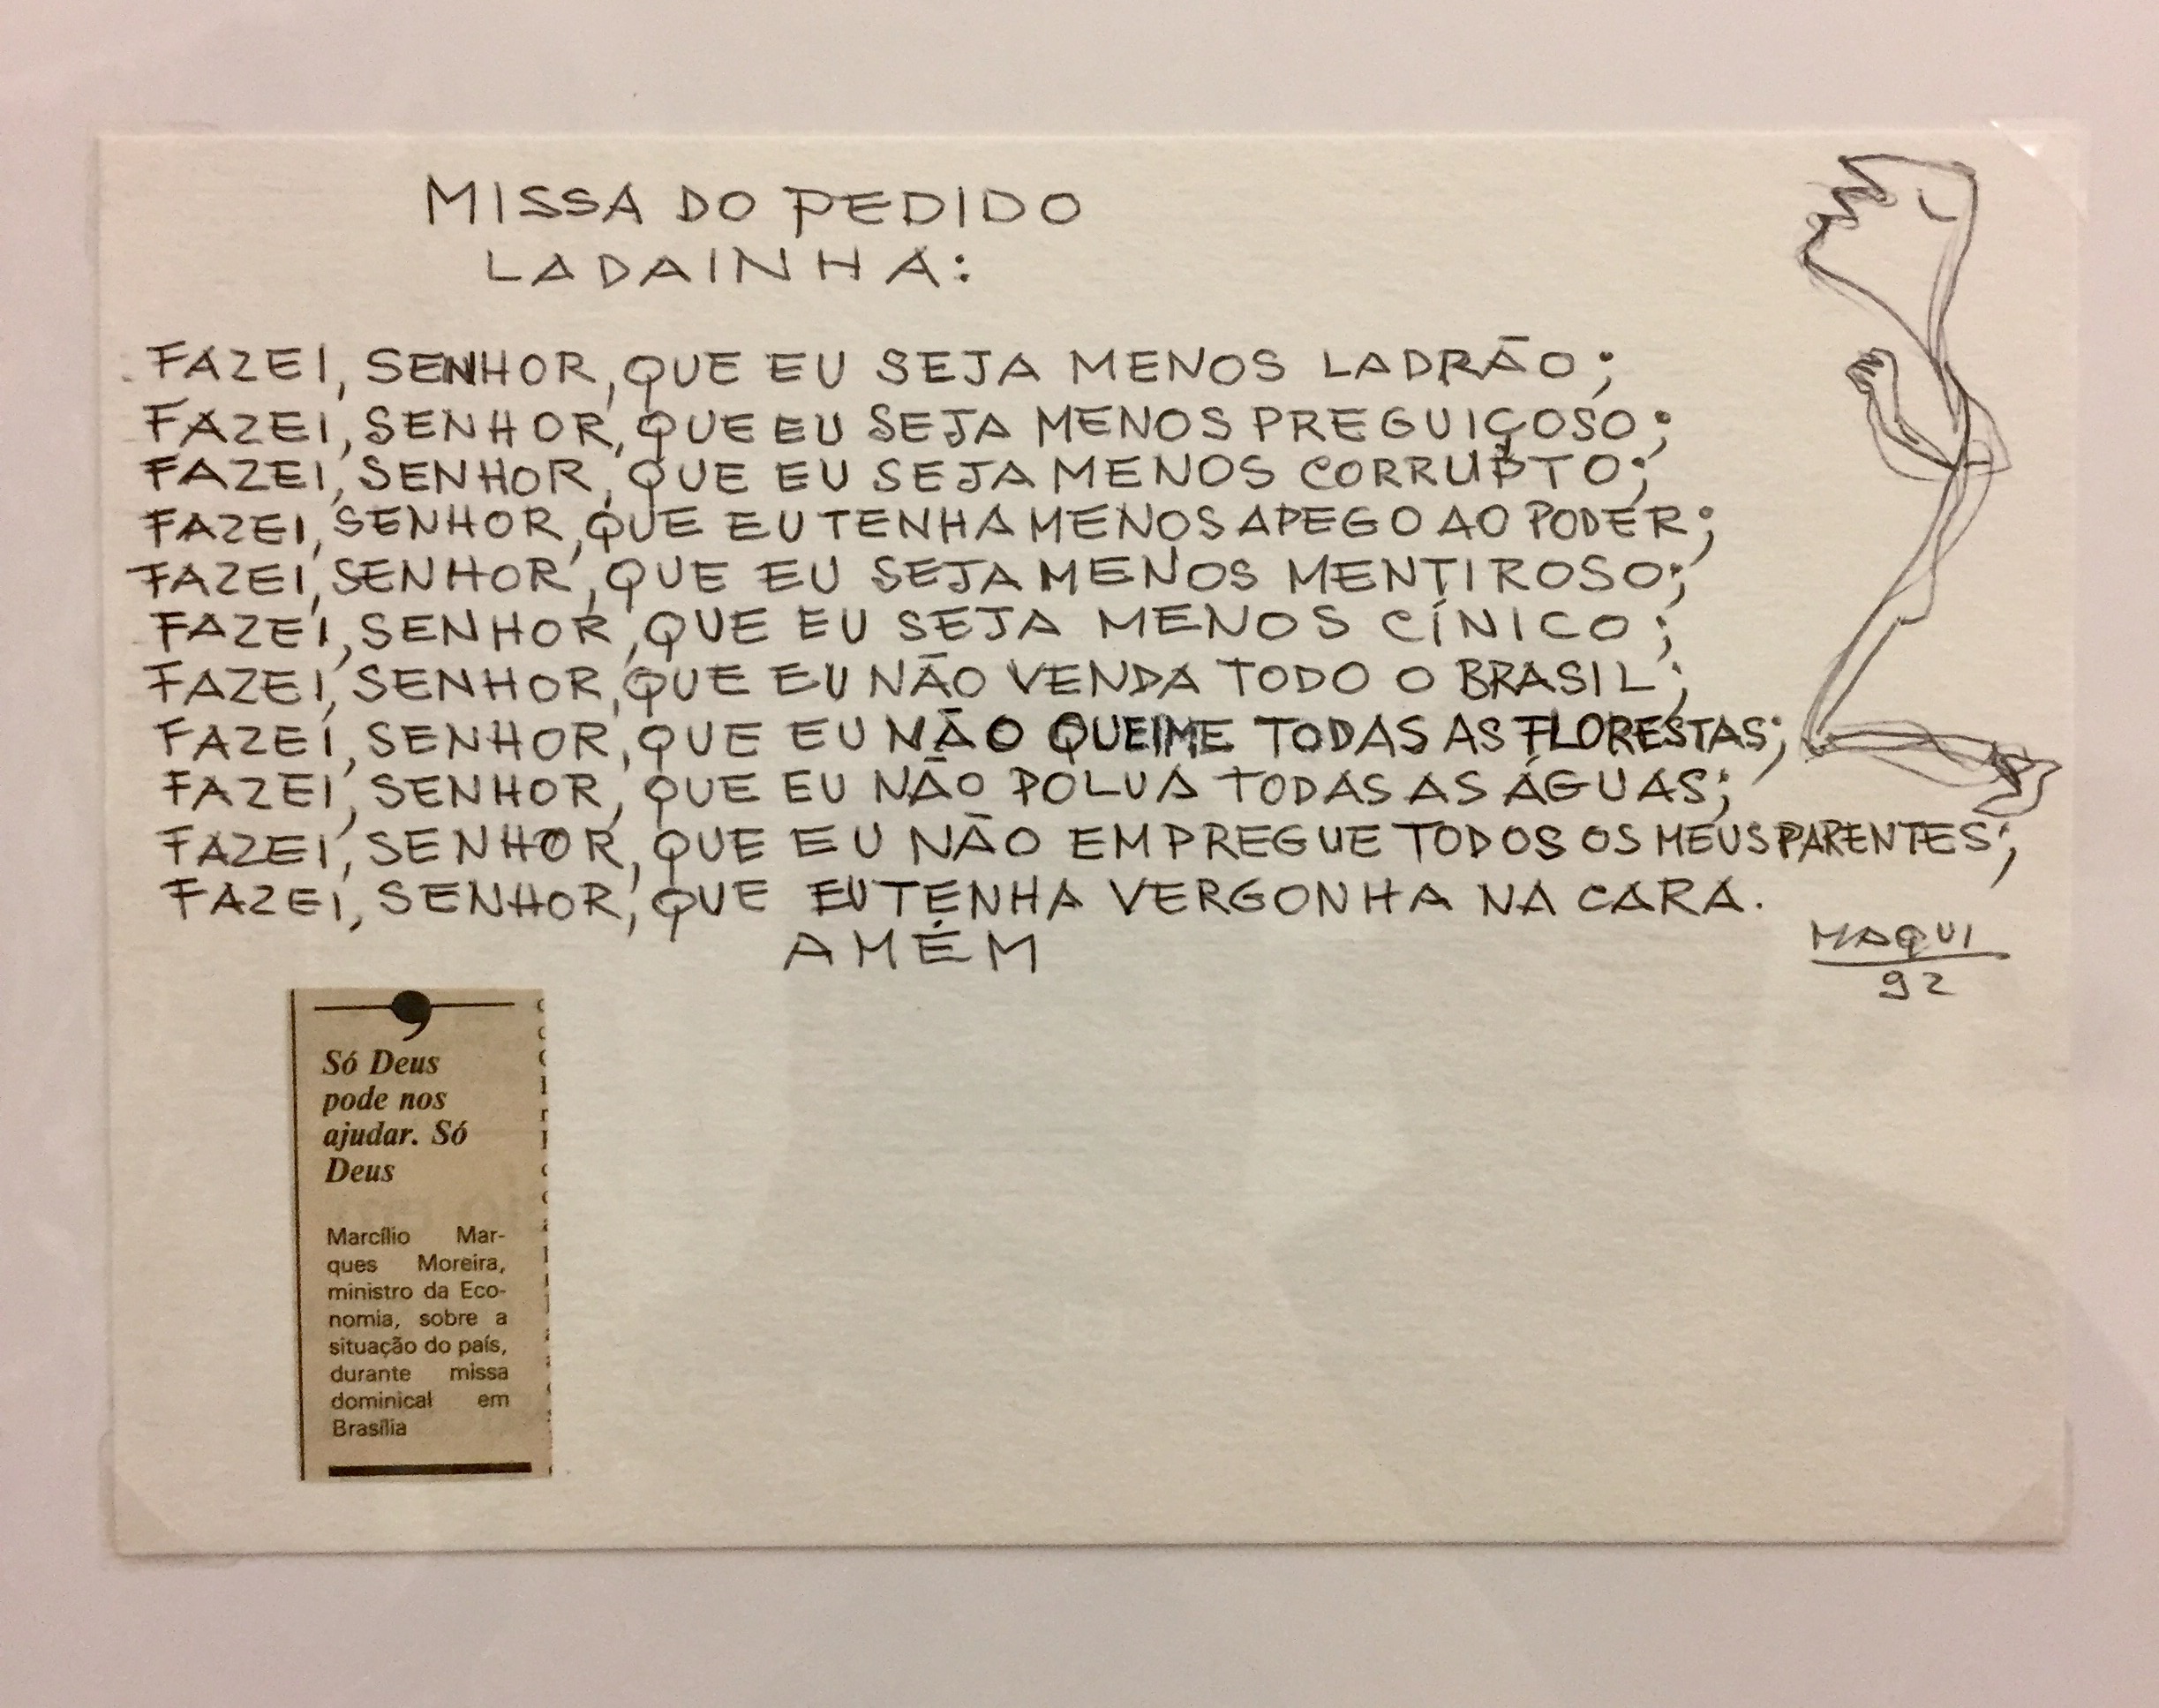 MISSA DO PEDIDO
LADAINHA:
FAZEI, SENHOR, QUE EU SEJA MENOS LADRÃO;
FAZEI, SENHOR, QUE EU SEJA MENOS PREGUIÇOSO;
FAZEI, SENHOR, QUE EU SEJA MENOS CORRUPTO;
FAZEI, SENHOR, QUE EU TENHA MENOS APEGO AO PODER;
FAZEI, SENHOR, QUE EU SEJA MENOS MENTIROSO;
FAZEI, SENHOR, QUE EU SEJA MENOS CÍNICO;
FAZEI, SENHOR, QUE EU NÃO VENDA TODO O BRASIL;
FAZEI, SENHOR, QUE EU NÃO QUEIME TODAS AS FLORESTAS;
FAZEI, SENHOR, QUE EU NÃO POLUA TODAS AS ÁGUAS;
FAZEI, SENHOR, QUE EU NÃO EMPREGUE TODOS OS MEUS PARENTES;
FAZEI, SENHOR, QUE EU TENHA VERGONHA NA CARA.
AMÉM
MAQUI
92
Só Deus
pode nos
ajudar. Só
Deus
Marcílio Mar-
ques Moreira,
ministro da Eco-
nomia, sobre a
situação do país,
durante missa
dominical em
Brasília